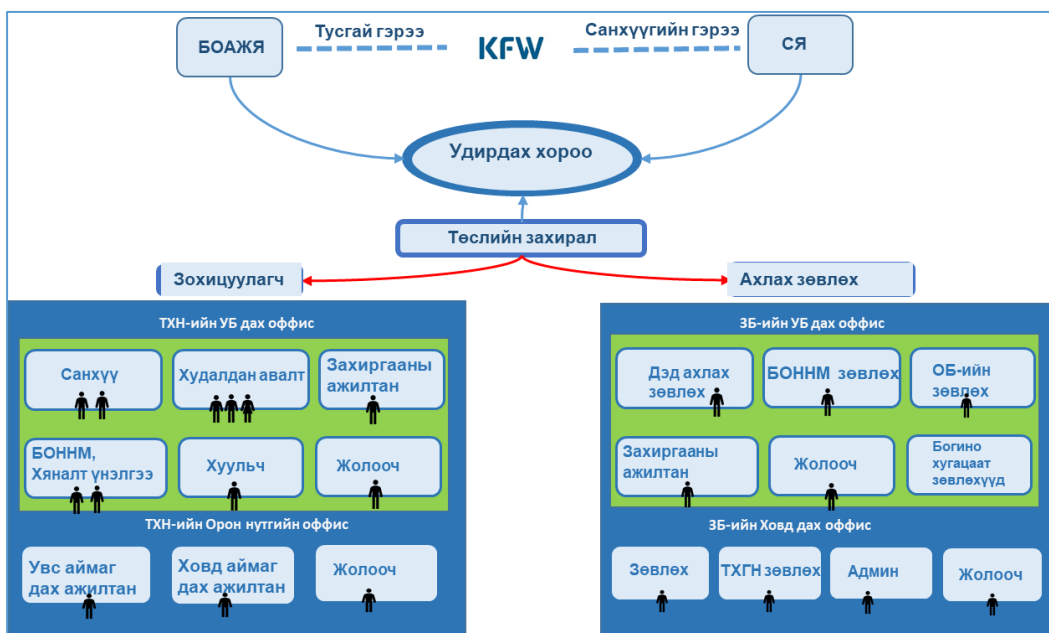 БОАЖЯ
Тусгай гэрээ
KFW
Санхүүгийн гэрээ
СЯ
Удирдах хороо
Төслийн захирал
Зохицуулагч
Ахлах зөвлөх
ТХН-ийн УБ дах оффис
Санхүү
Худалдан авалт
Захиргааны
ажилтан
БОННМ,
Хяналт үнэлгээ
Хуульч
Жолооч
ТХН-ийн Орон нутгийн оффис
Увс аймаг
дах ажилтан
Ховд аймаг
дах ажилтан
Жолооч
ЗБ-ийн УБ дах оффис
Дэд ахлах
зөвлөх
БОННМ зөвлөх
ОБ-ийн
зөвлөх
Захиргааны
ажилтан
Жолооч
Богино
хугацаат
зөвлөхүүд
ЗБ-ийн Ховд дах оффис
Зөвлөх
ТХГН зөвлөх
Админ
Жолооч